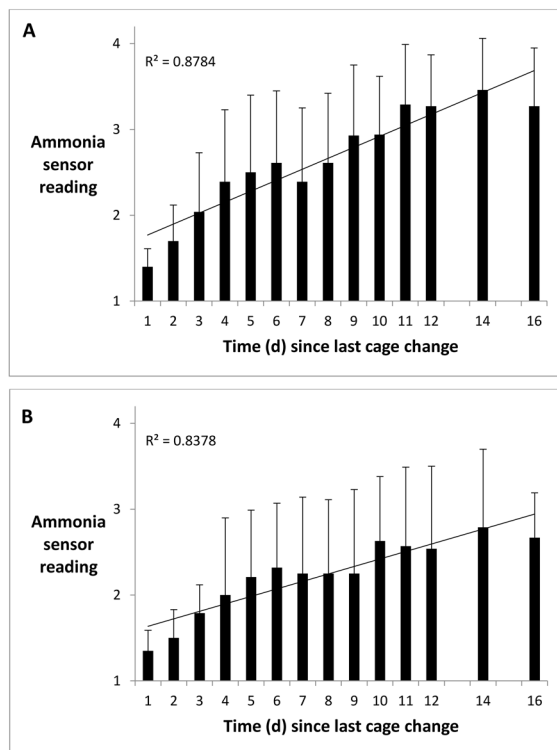 A
R² = 0.8784
4
3
2
1
Ammonia
sensor
reading
1 2 3 4 5 6 7 8 9 10 11 12 14 16
Time (d) since last cage change
B
R² = 0.8378
4
3
2
1
Ammonia
sensor
reading
1 2 3 4 5 6 7 8 9 10 11 12 14 16
Time (d) since last cage change